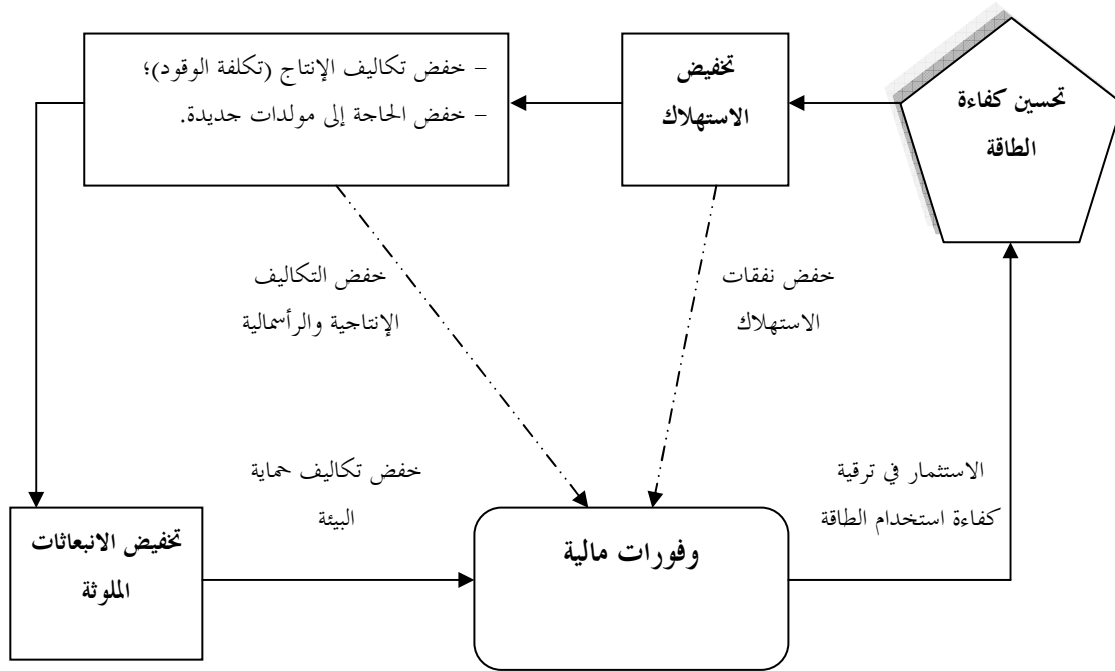 تحسين كفاءة
الطاقة
تخفيض
الاستهلاك
– خفض تكاليف الإنتاج (تكلفة الوقود)؛
– خفض الحاجة إلى مولدات جديدة.
خفض نفقات
الاستهلاك
خفض التكاليف
الإنتاجية والرأسمالية
الاستثمار في ترقية
كفاءة استخدام الطاقة
خفض تكاليف حماية
البيئة
وفورات مالية
تخفيض الانبعاثات
الملوثة